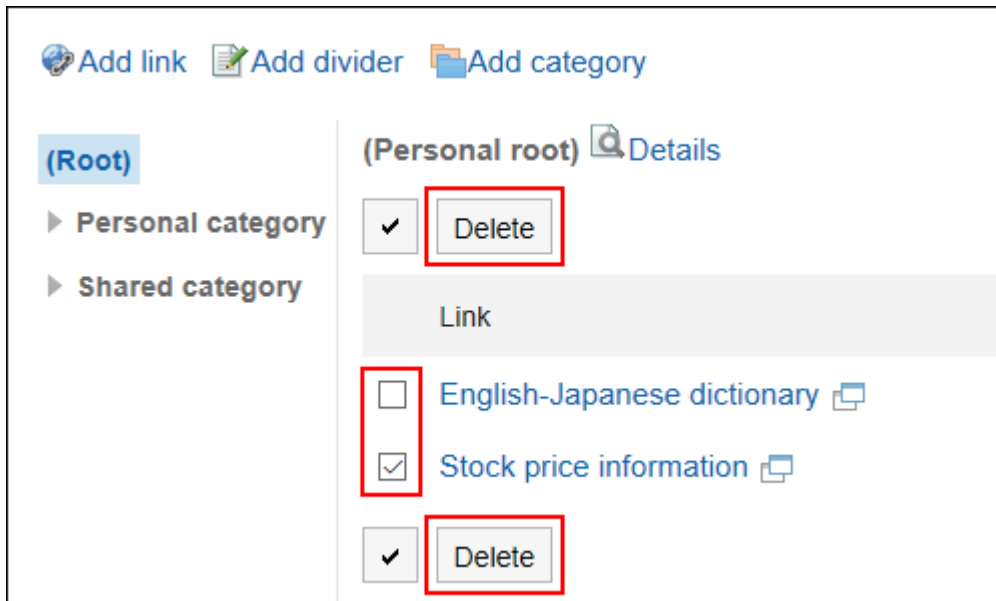 Add link Add divider Add category
(Root)
Personal category
Shared category
(Personal root) Details
Delete
Link
English-Japanese dictionary
Stock price information
Delete